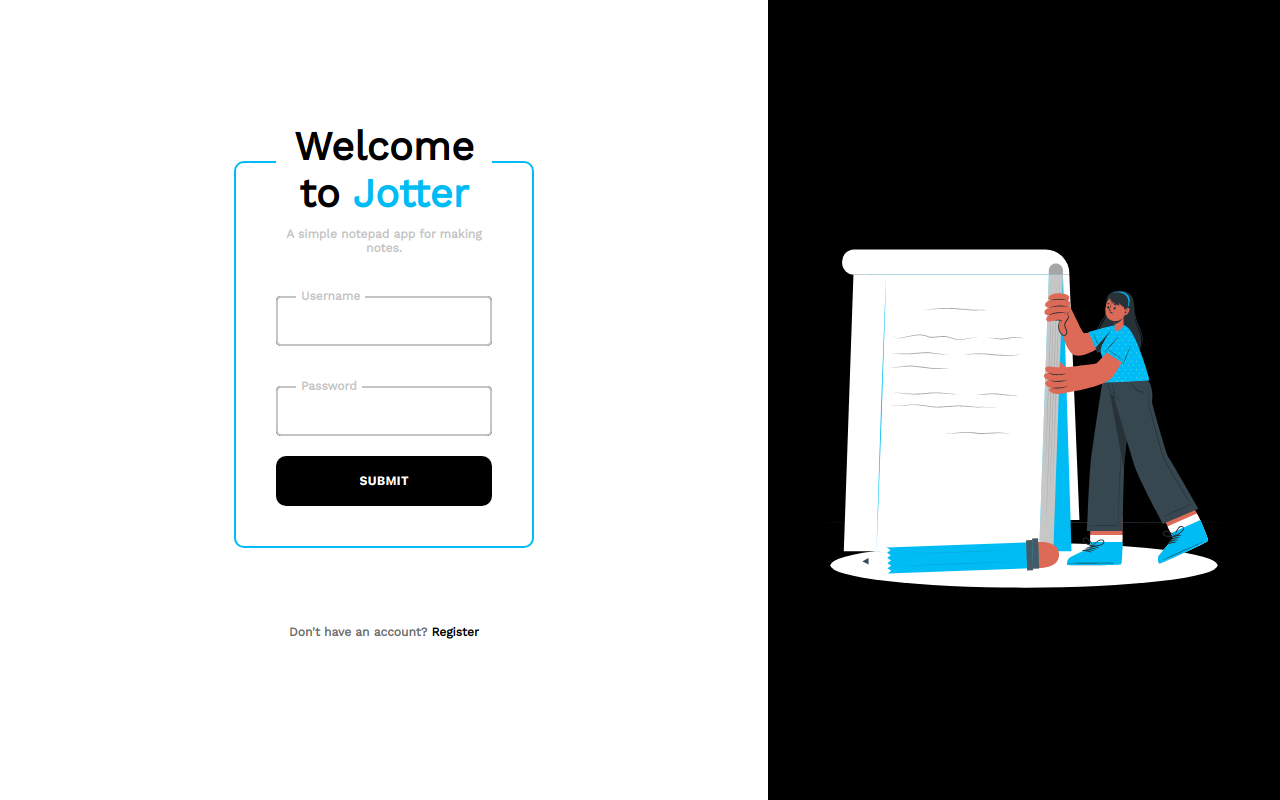 Welcome
to Jotter
A simple notepad app for making
notes.
Username
Password
SUBMIT
Don't have an account? Register